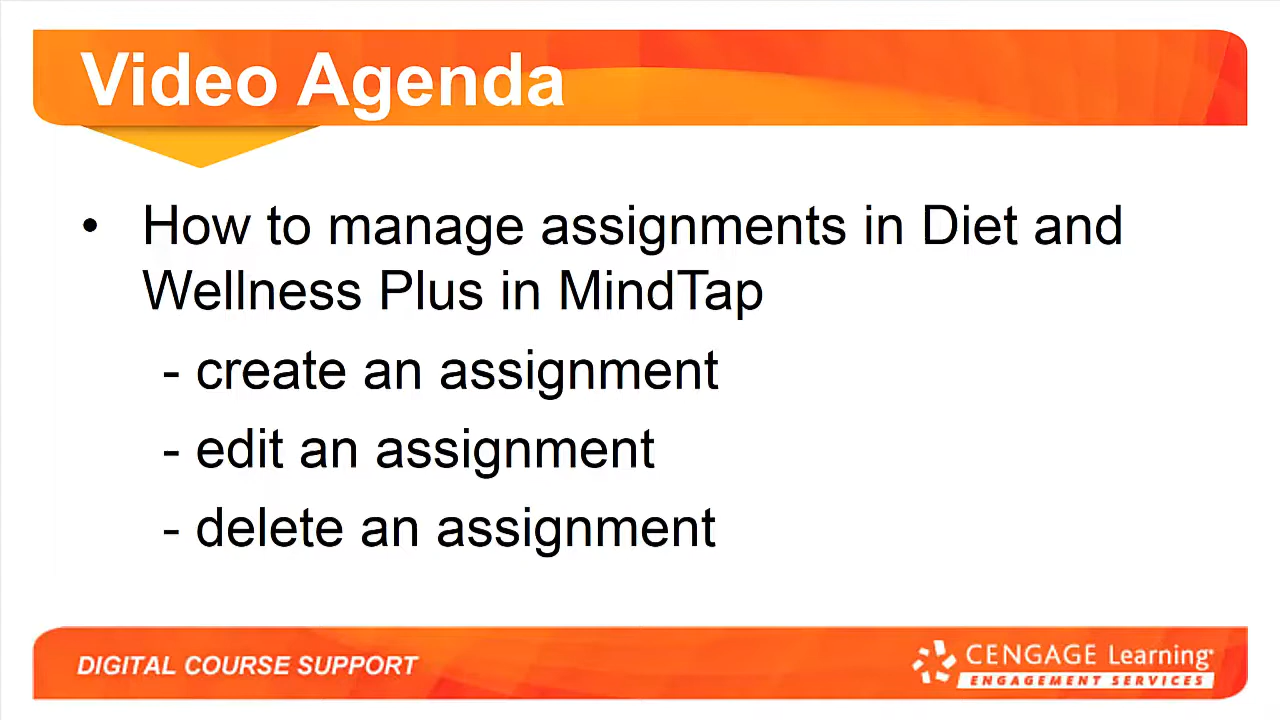 Video Agenda
• How to manage assignments in Diet and
Wellness Plus in MindTap
- create an assignment
- edit an assignment
- delete an assignment
DIGITAL COURSE SUPPORT
CENGAGE Learning®
ENGAGEMENT SERVICES